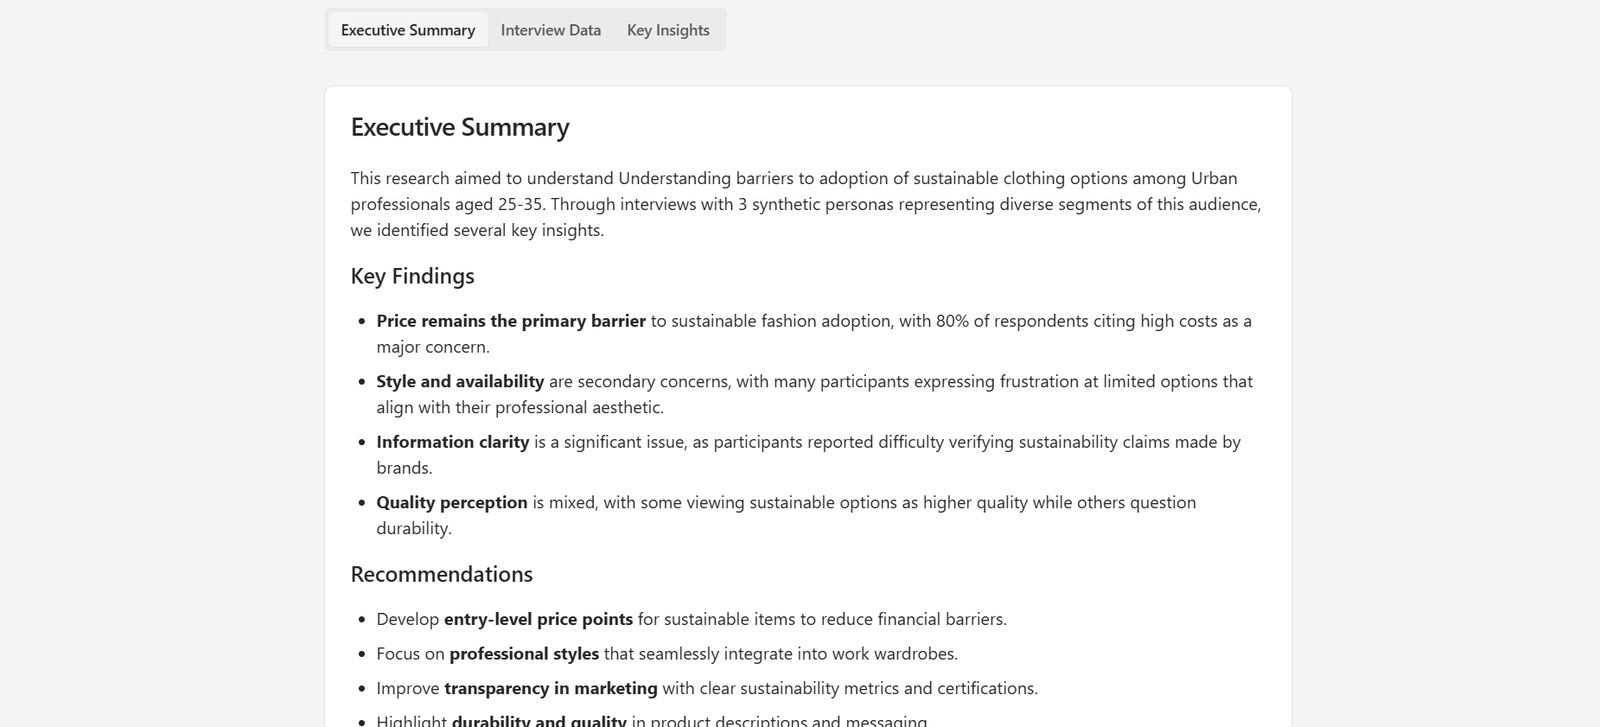 Executive Summary
Interview Data
Key Insights
Executive Summary
This research aimed to understand Understanding barriers to adoption of sustainable clothing options among Urban
professionals aged 25-35. Through interviews with 3 synthetic personas representing diverse segments of this audience,
we identified several key insights.
Key Findings
• Price remains the primary barrier to sustainable fashion adoption, with 80% of respondents citing high costs as a
major concern.
• Style and availability are secondary concerns, with many participants expressing frustration at limited options that
align with their professional aesthetic.
• Information clarity is a significant issue, as participants reported difficulty verifying sustainability claims made by
brands.
• Quality perception is mixed, with some viewing sustainable options as higher quality while others question
durability.
Recommendations
• Develop entry-level price points for sustainable items to reduce financial barriers.
• Focus on professional styles that seamlessly integrate into work wardrobes.
• Improve transparency in marketing with clear sustainability metrics and certifications.
• Highlight durability and quality in product descriptions and messaging.